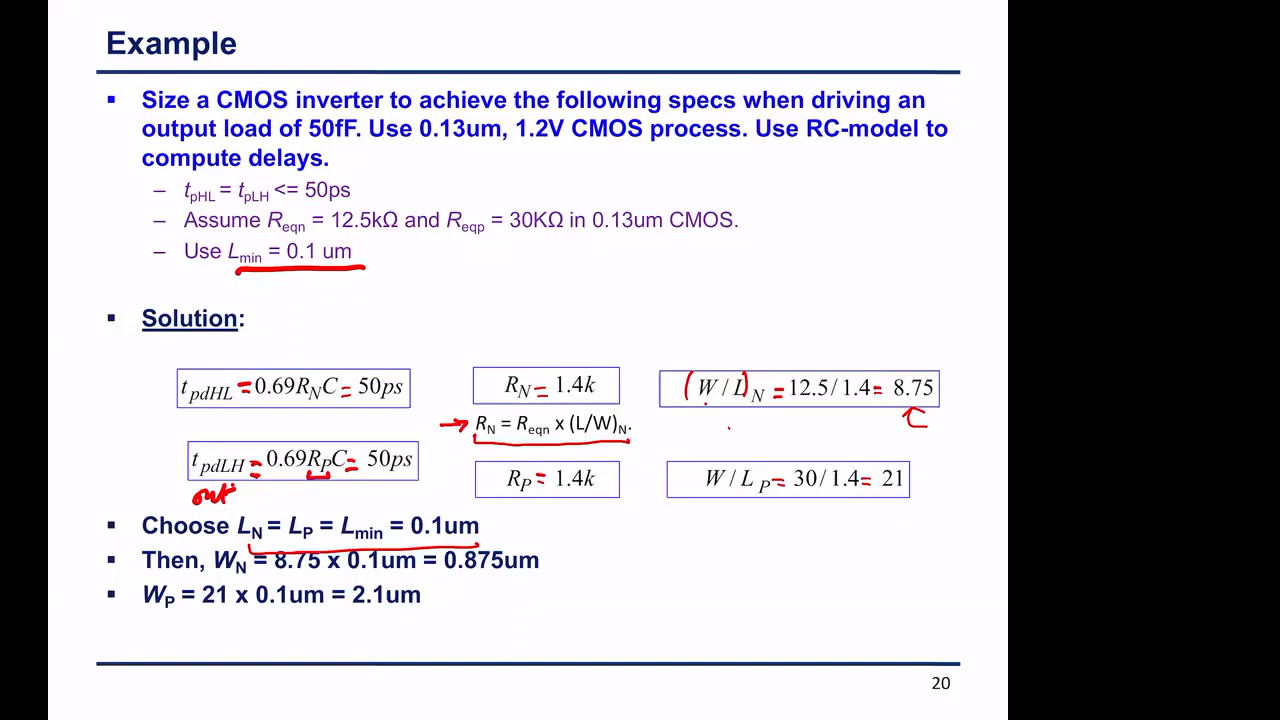 Example
Size a CMOS inverter to achieve the following specs when driving an
output load of 50fF. Use 0.13um, 1.2V CMOS process. Use RC-model to
compute delays.
– tpHL = tpLH <= 50ps
– Assume Reqn = 12.5kΩ and Reqp = 30KΩ in 0.13um CMOS.
– Use Lmin = 0.1 um
Solution:
tpdHL = 0.69RNC = 50ps
RN = 1.4k
(W / L)N = 12.5 / 1.4 = 8.75
RN = Reqn x (L/W)N.
tpdLH = 0.69RPC = 50ps
RP = 1.4k
W / L P = 30 / 1.4 = 21
out
Choose LN = LP = Lmin = 0.1um
Then, WN = 8.75 x 0.1um = 0.875um
WP = 21 x 0.1um = 2.1um
20